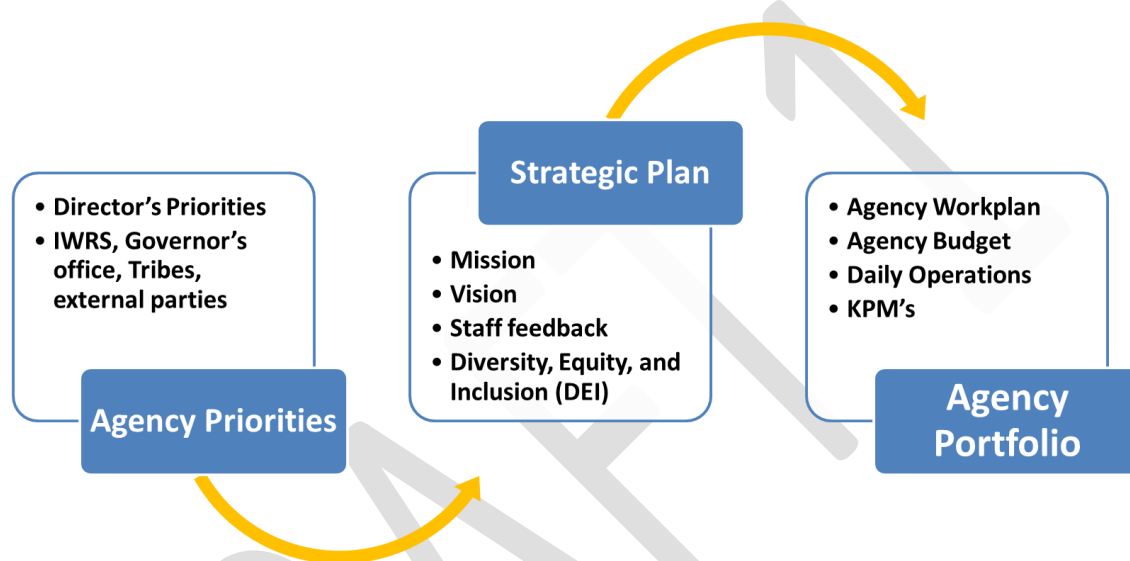 • Director's Priorities
• IWRS, Governor's
office, Tribes,
external parties
Agency Priorities
Strategic Plan
• Mission
• Vision
• Staff feedback
• Diversity, Equity, and
Inclusion (DEI)
• Agency Workplan
• Agency Budget
• Daily Operations
• KPM's
Agency
Portfolio